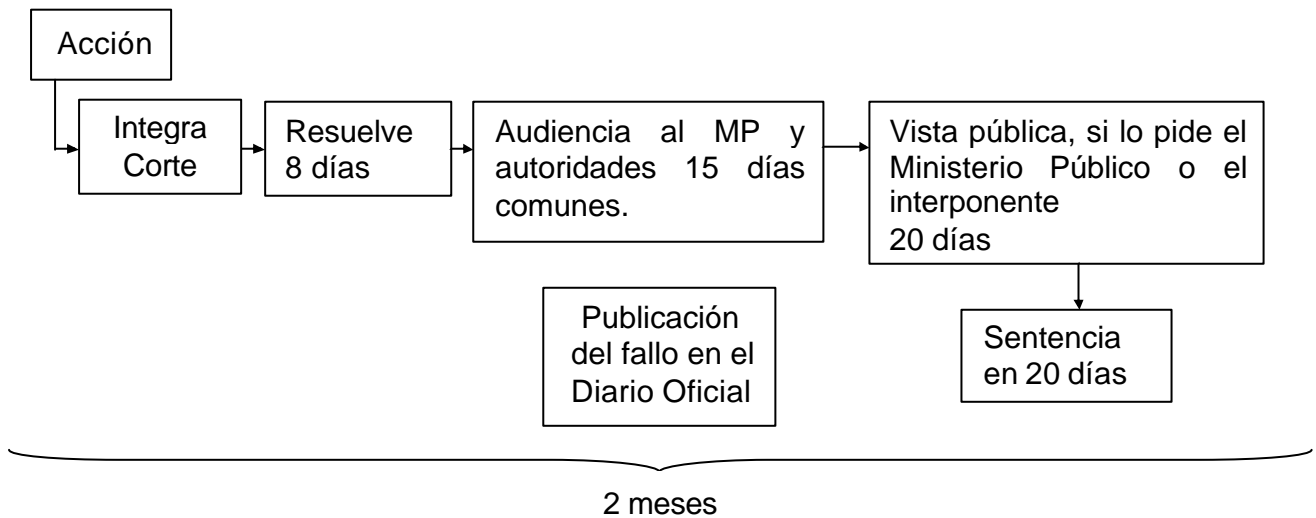 Acción
Integra
Corte
Resuelve
8 días
Audiencia al MP y
autoridades 15 días
comunes.
Vista pública, si lo pide el
Ministerio Público o el
interponente
20 días
Publicación
del fallo en el
Diario Oficial
Sentencia
en 20 días
2 meses